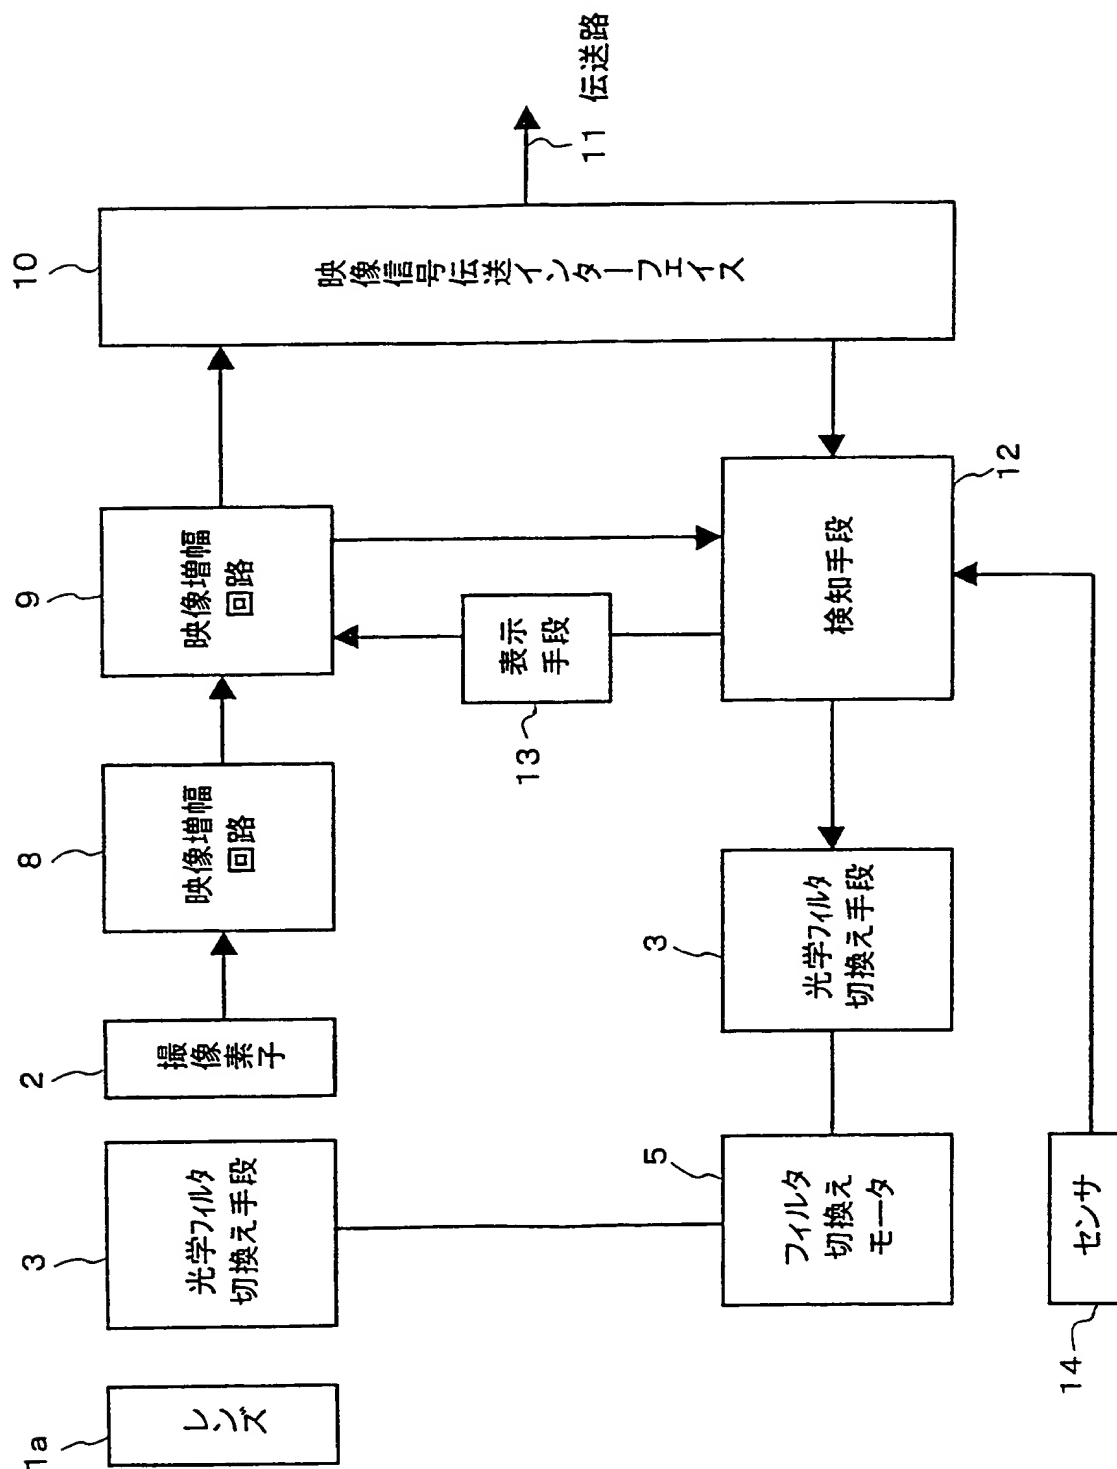 1a
レンズ
3
光学フィルタ
切換え手段
2
撮像素子
8
映像増幅
回路
9
映像増幅
回路
10
映像信号伝送インターフェイス
11
伝送路
5
フィルタ
切換え
モータ
3
光学フィルタ
切換え手段
13
表示
手段
検知手段
12
14
センサ